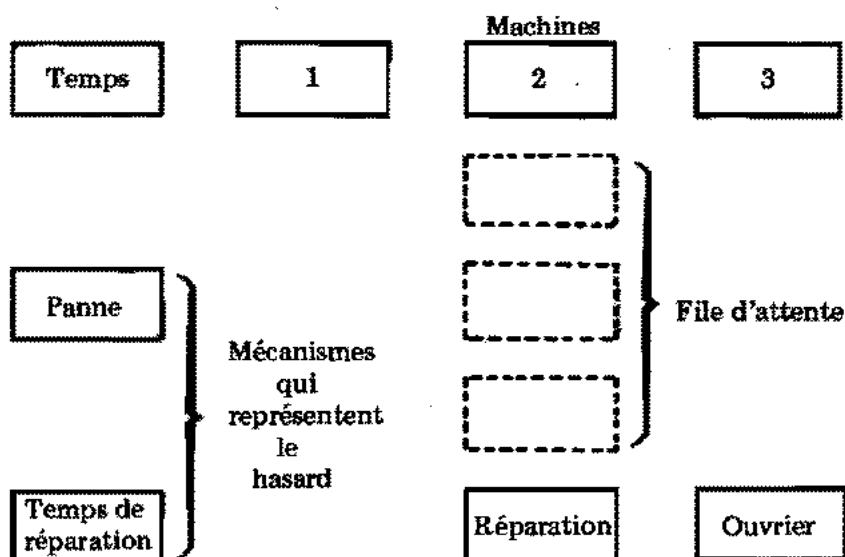 Machines
Temps
1
2
3
Panne
File d'attente
Mécanismes
qui
représentent
le
hasard
Temps de
réparation
Réparation
Ouvrier